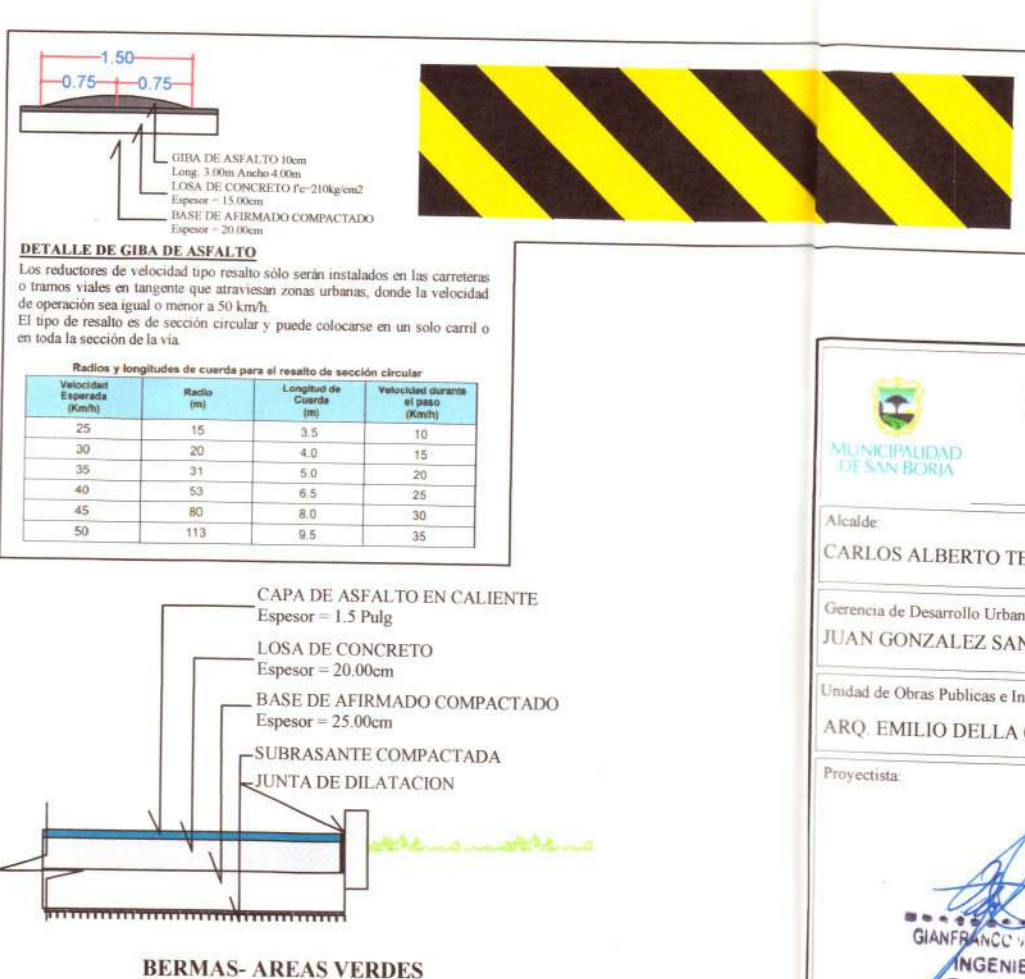 1.50
0.75 0.75
GIBA DE ASFALTO 10cm
Long. 3.00m Ancho 4.00m
LOSA DE CONCRETO f'c=210kg/cm2
Espesor = 15.00cm
BASE DE AFIRMADO COMPACTADO
Espesor = 20.00cm
DETALLE DE GIBA DE ASFALTO
Los reductores de velocidad tipo resalto sólo serán instalados en las carreteras
o tramos viales en tangente que atraviesan zonas urbanas, donde la velocidad
de operación sea igual o menor a 50 km/h.
El tipo de resalto es de sección circular y puede colocarse en un solo carril o
en toda la sección de la vía
Radios y longitudes de cuerda para el resalto de sección circular
Velocidad Esperada (Km/h) Radio (m) Longitud de Cuerda (m) Velocidad durante el paso (Km/h)
25 15 3.5 10
30 20 4.0 15
35 31 5.0 20
40 53 6.5 25
45 80 8.0 30
50 113 9.5 35
CAPA DE ASFALTO EN CALIENTE
Espesor = 1.5 Pulg
LOSA DE CONCRETO
Espesor = 20.00cm
BASE DE AFIRMADO COMPACTADO
Espesor = 25.00cm
SUBRASANTE COMPACTADA
JUNTA DE DILATACION
BERMAS- AREAS VERDES
MUNICIPALIDAD
DE SAN BORJA
Alcalde:
CARLOS ALBERTO TE
Gerencia de Desarrollo Urban
JUAN GONZALEZ SAN
Unidad de Obras Publicas e In
ARQ. EMILIO DELLA
Proyectista:
GIANFRANCO
INGENIE